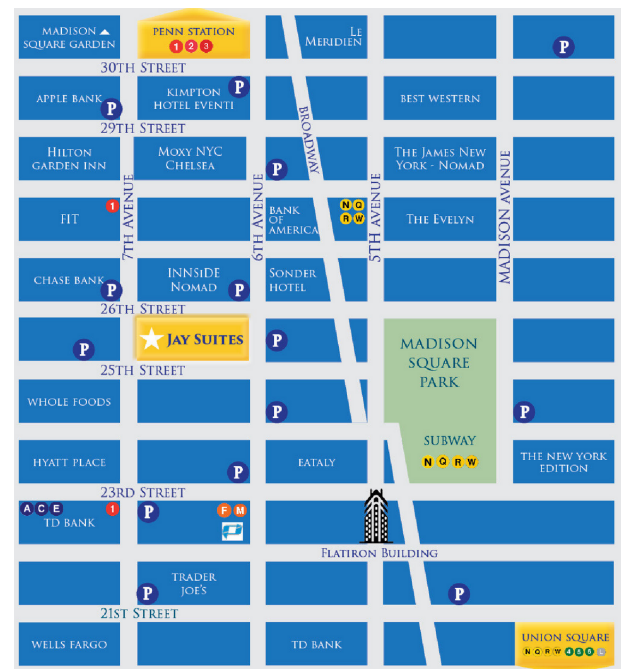 MADISON
SQUARE GARDEN
PENN STATION
1 2 3
LE
MERIDIEN
P
30TH STREET
APPLE BANK
P
KIMPTON
HOTEL EVENTI
P
BEST WESTERN
29TH STREET
BROADWAY
HILTON
GARDEN INN
MOXY NYC
CHELSEA
P
THE JAMES NEW
YORK - NOMAD
7TH AVENUE
6TH AVENUE
5TH AVENUE
MADISON AVENUE
FIT
1
BANK
OF
AMERICA
N Q
R W
THE EVELYN
CHASE BANK
P
INNSIDE
NOMAD
P
SONDER
HOTEL
26TH STREET
P
JAY SUITES
P
MADISON
SQUARE
PARK
25TH STREET
WHOLE FOODS
P
P
SUBWAY
N Q R W
HYATT PLACE
P
EATALY
THE NEW YORK
EDITION
23RD STREET
A C E
1
TD BANK
P
F M
FLATIRON BUILDING
P
TRADER
JOE'S
P
21ST STREET
WELLS FARGO
TD BANK
UNION SQUARE
N Q R W 4 5 6 L